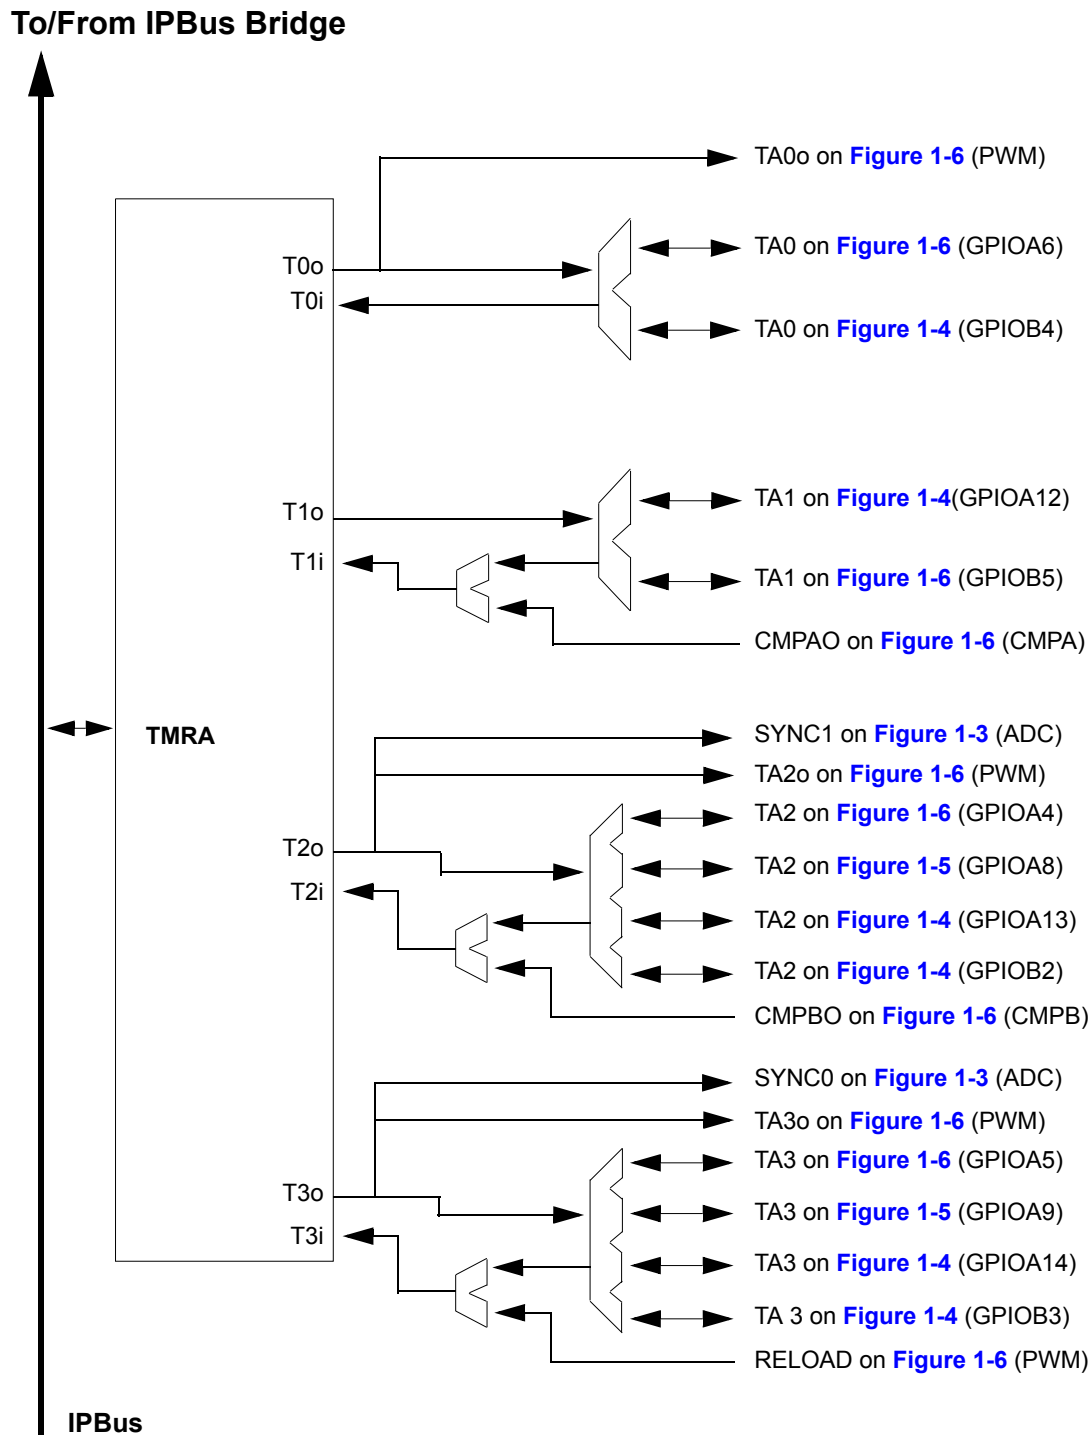 To/From IPBus Bridge
TA0o on Figure 1-6 (PWM)
TA0 on Figure 1-6 (GPIOA6)
T0o
T0i
TA0 on Figure 1-4 (GPIOB4)
TA1 on Figure 1-4(GPIOA12)
T1o
T1i
TA1 on Figure 1-6 (GPIOB5)
CMPAO on Figure 1-6 (CMPA)
TMRA
SYNC1 on Figure 1-3 (ADC)
TA2o on Figure 1-6 (PWM)
TA2 on Figure 1-6 (GPIOA4)
T2o
TA2 on Figure 1-5 (GPIOA8)
T2i
TA2 on Figure 1-4 (GPIOA13)
TA2 on Figure 1-4 (GPIOB2)
CMPBO on Figure 1-6 (CMPB)
SYNC0 on Figure 1-3 (ADC)
TA3o on Figure 1-6 (PWM)
TA3 on Figure 1-6 (GPIOA5)
T3o
TA3 on Figure 1-5 (GPIOA9)
T3i
TA3 on Figure 1-4 (GPIOA14)
TA 3 on Figure 1-4 (GPIOB3)
RELOAD on Figure 1-6 (PWM)
IPBus